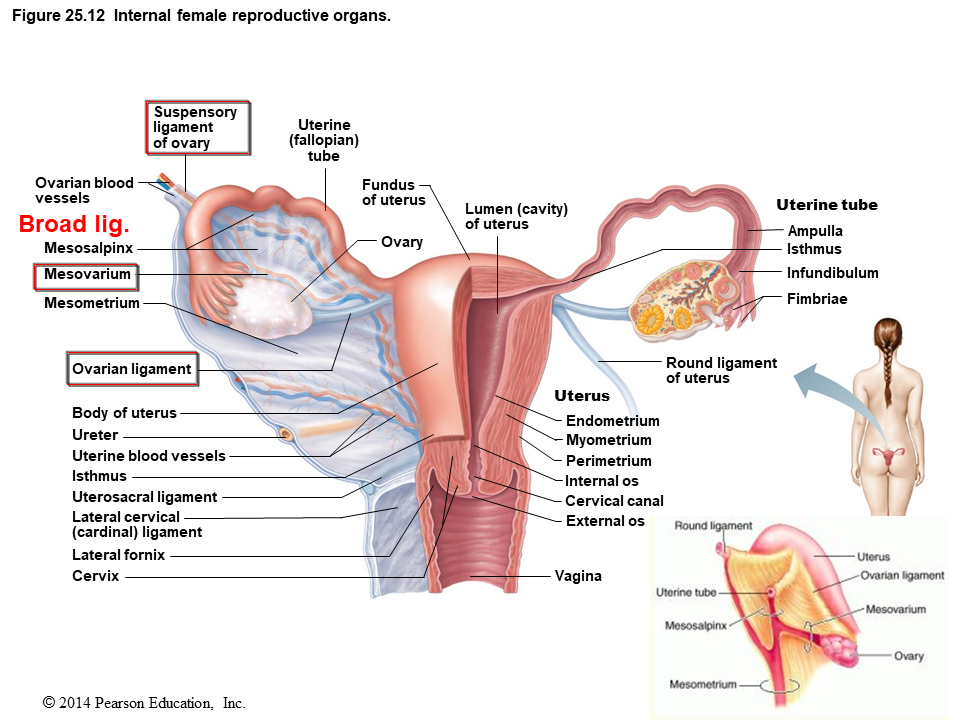 Figure 25.12  Internal female reproductive organs.
Suspensory
ligament
of ovary
Uterine
(fallopian)
tube
Ovarian blood
vessels
Broad lig.
Mesosalpinx
Mesovarium
Mesometrium
Ovary
Fundus
of uterus
Lumen (cavity)
of uterus
Uterine tube
Ampulla
Isthmus
Infundibulum
Fimbriae
Ovarian ligament
Round ligament
of uterus
Body of uterus
Ureter
Uterine blood vessels
Isthmus
Uterosacral ligament
Lateral cervical
(cardinal) ligament
Lateral fornix
Cervix
Uterus
Endometrium
Myometrium
Perimetrium
Internal os
Cervical canal
External os
Vagina
Round ligament
Uterus
Ovarian ligament
Uterine tube
Mesovarium
Mesosalpinx
Ovary
Mesometrium
© 2014 Pearson Education, Inc.